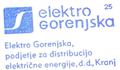 elektro 25
Gorenjska
Elektro Gorenjska,
podjetje za distribucijo
električne energije, d.d., Kranj